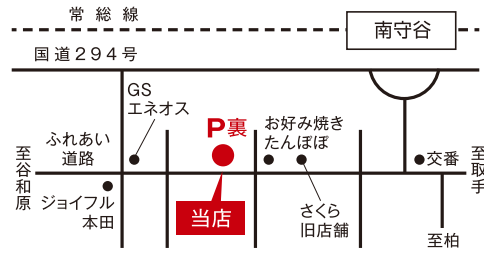 常総線
南守谷
国道294号
GS
エネオス
P裏
お好み焼き
たんぽぽ
ふれあい
道路
交番
至谷和原
至取手
ジョイフル
本田
当店
さくら
旧店舗
至柏